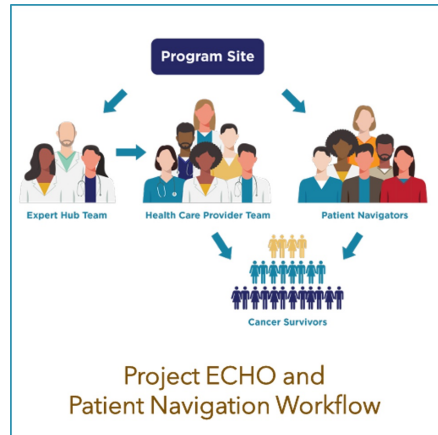 Program Site
Expert Hub Team
Health Care Provider Team
Patient Navigators
Cancer Survivors
Project ECHO and
Patient Navigation Workflow